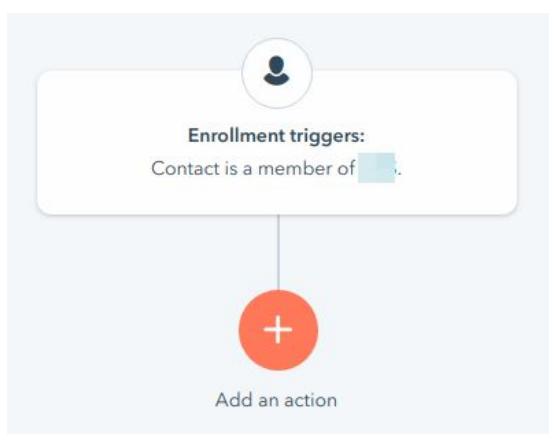 Enrollment triggers:
Contact is a member of .
Add an action